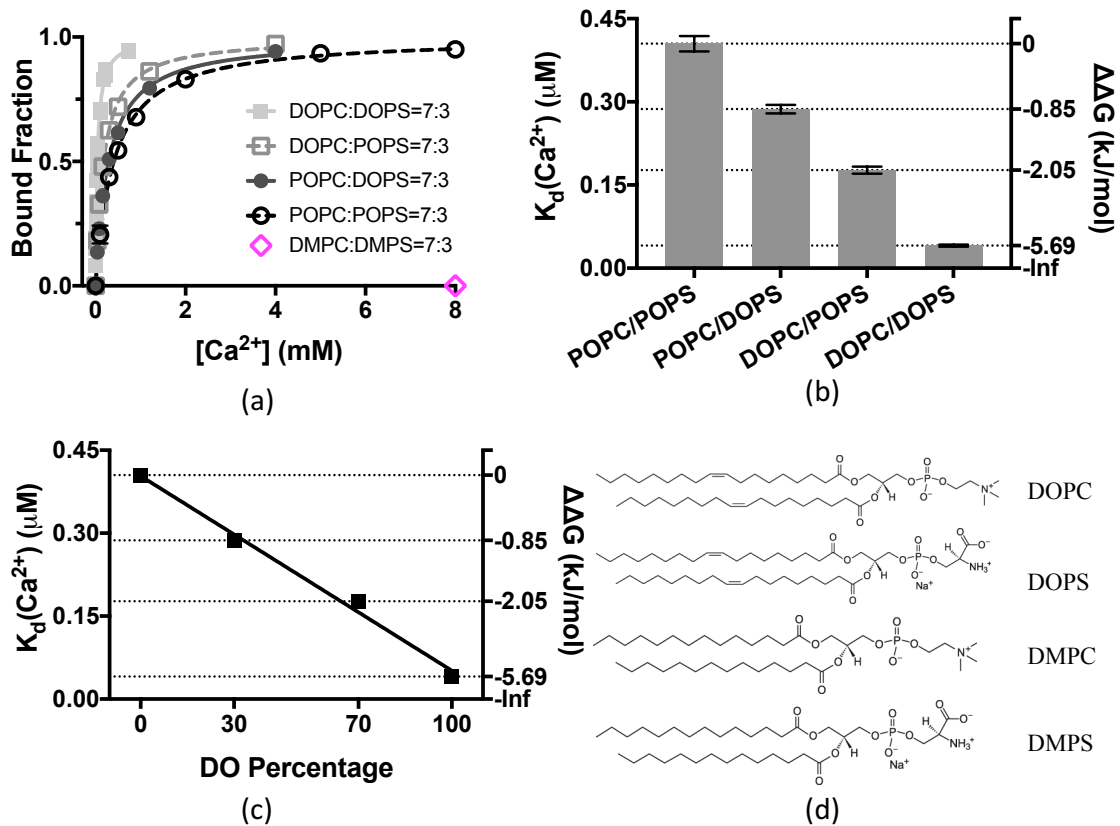 Bound Fraction
1.0
0.5
0.0
DOPC:DOPS=7:3
DOPC:POPS=7:3
POPC:DOPS=7:3
POPC:POPS=7:3
DMPC:DMPS=7:3
0 2 4 6 8
[Ca²⁺] (mM)
(a)
K_d(Ca²⁺) (μM)
0.45
0.30
0.15
0.00
0
-0.85
-2.05
-5.69
-Inf
ΔΔG (kJ/mol)
POPC/POPS
POPC/DOPS
DOPC/POPS
DOPC/DOPS
(b)
K_d(Ca²⁺) (μM)
0.45
0.30
0.15
0.00
0
-0.85
-2.05
-5.69
-Inf
ΔΔG (kJ/mol)
0 30 70 100
DO Percentage
(c)
O O P O O⁻ H N⁺ O O
DOPC
O O P O O⁻ H Na⁺ O O H O O⁻ NH₃⁺
DOPS
O O P O O⁻ H N⁺ O O
DMPC
O O P O O⁻ H Na⁺ O O H O O⁻ NH₃⁺
DMPS
(d)